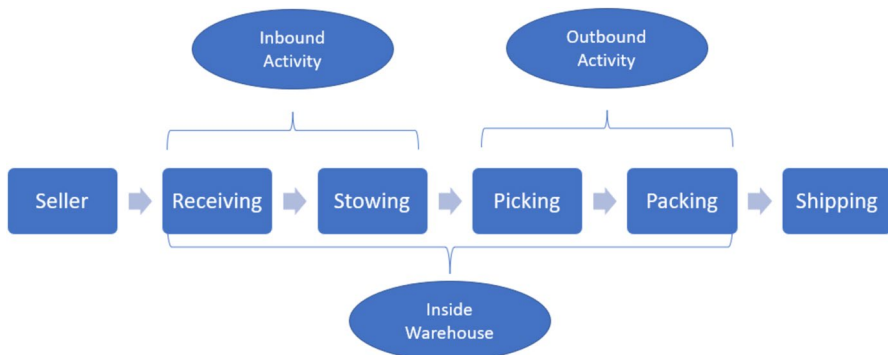 Inbound
Activity
Outbound
Activity
Seller
Receiving
Stowing
Picking
Packing
Shipping
Inside
Warehouse